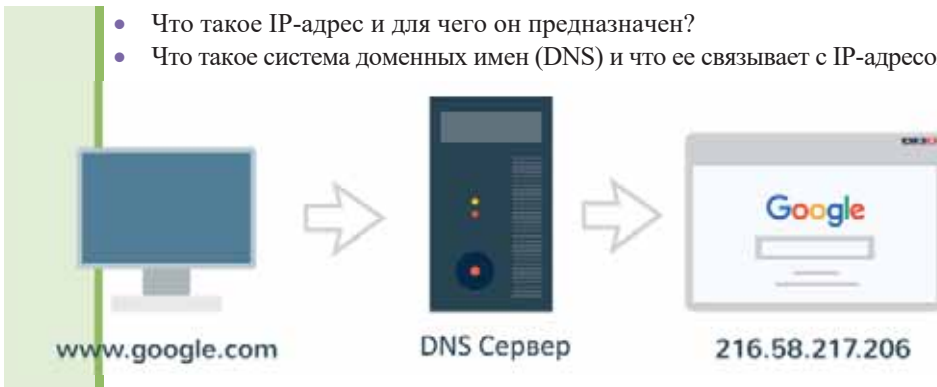 Что такое IP-адрес и для чего он предназначен?
Что такое система доменных имен (DNS) и что ее связывает с IP-адресо
Google
www.google.com
DNS Сервер
216.58.217.206